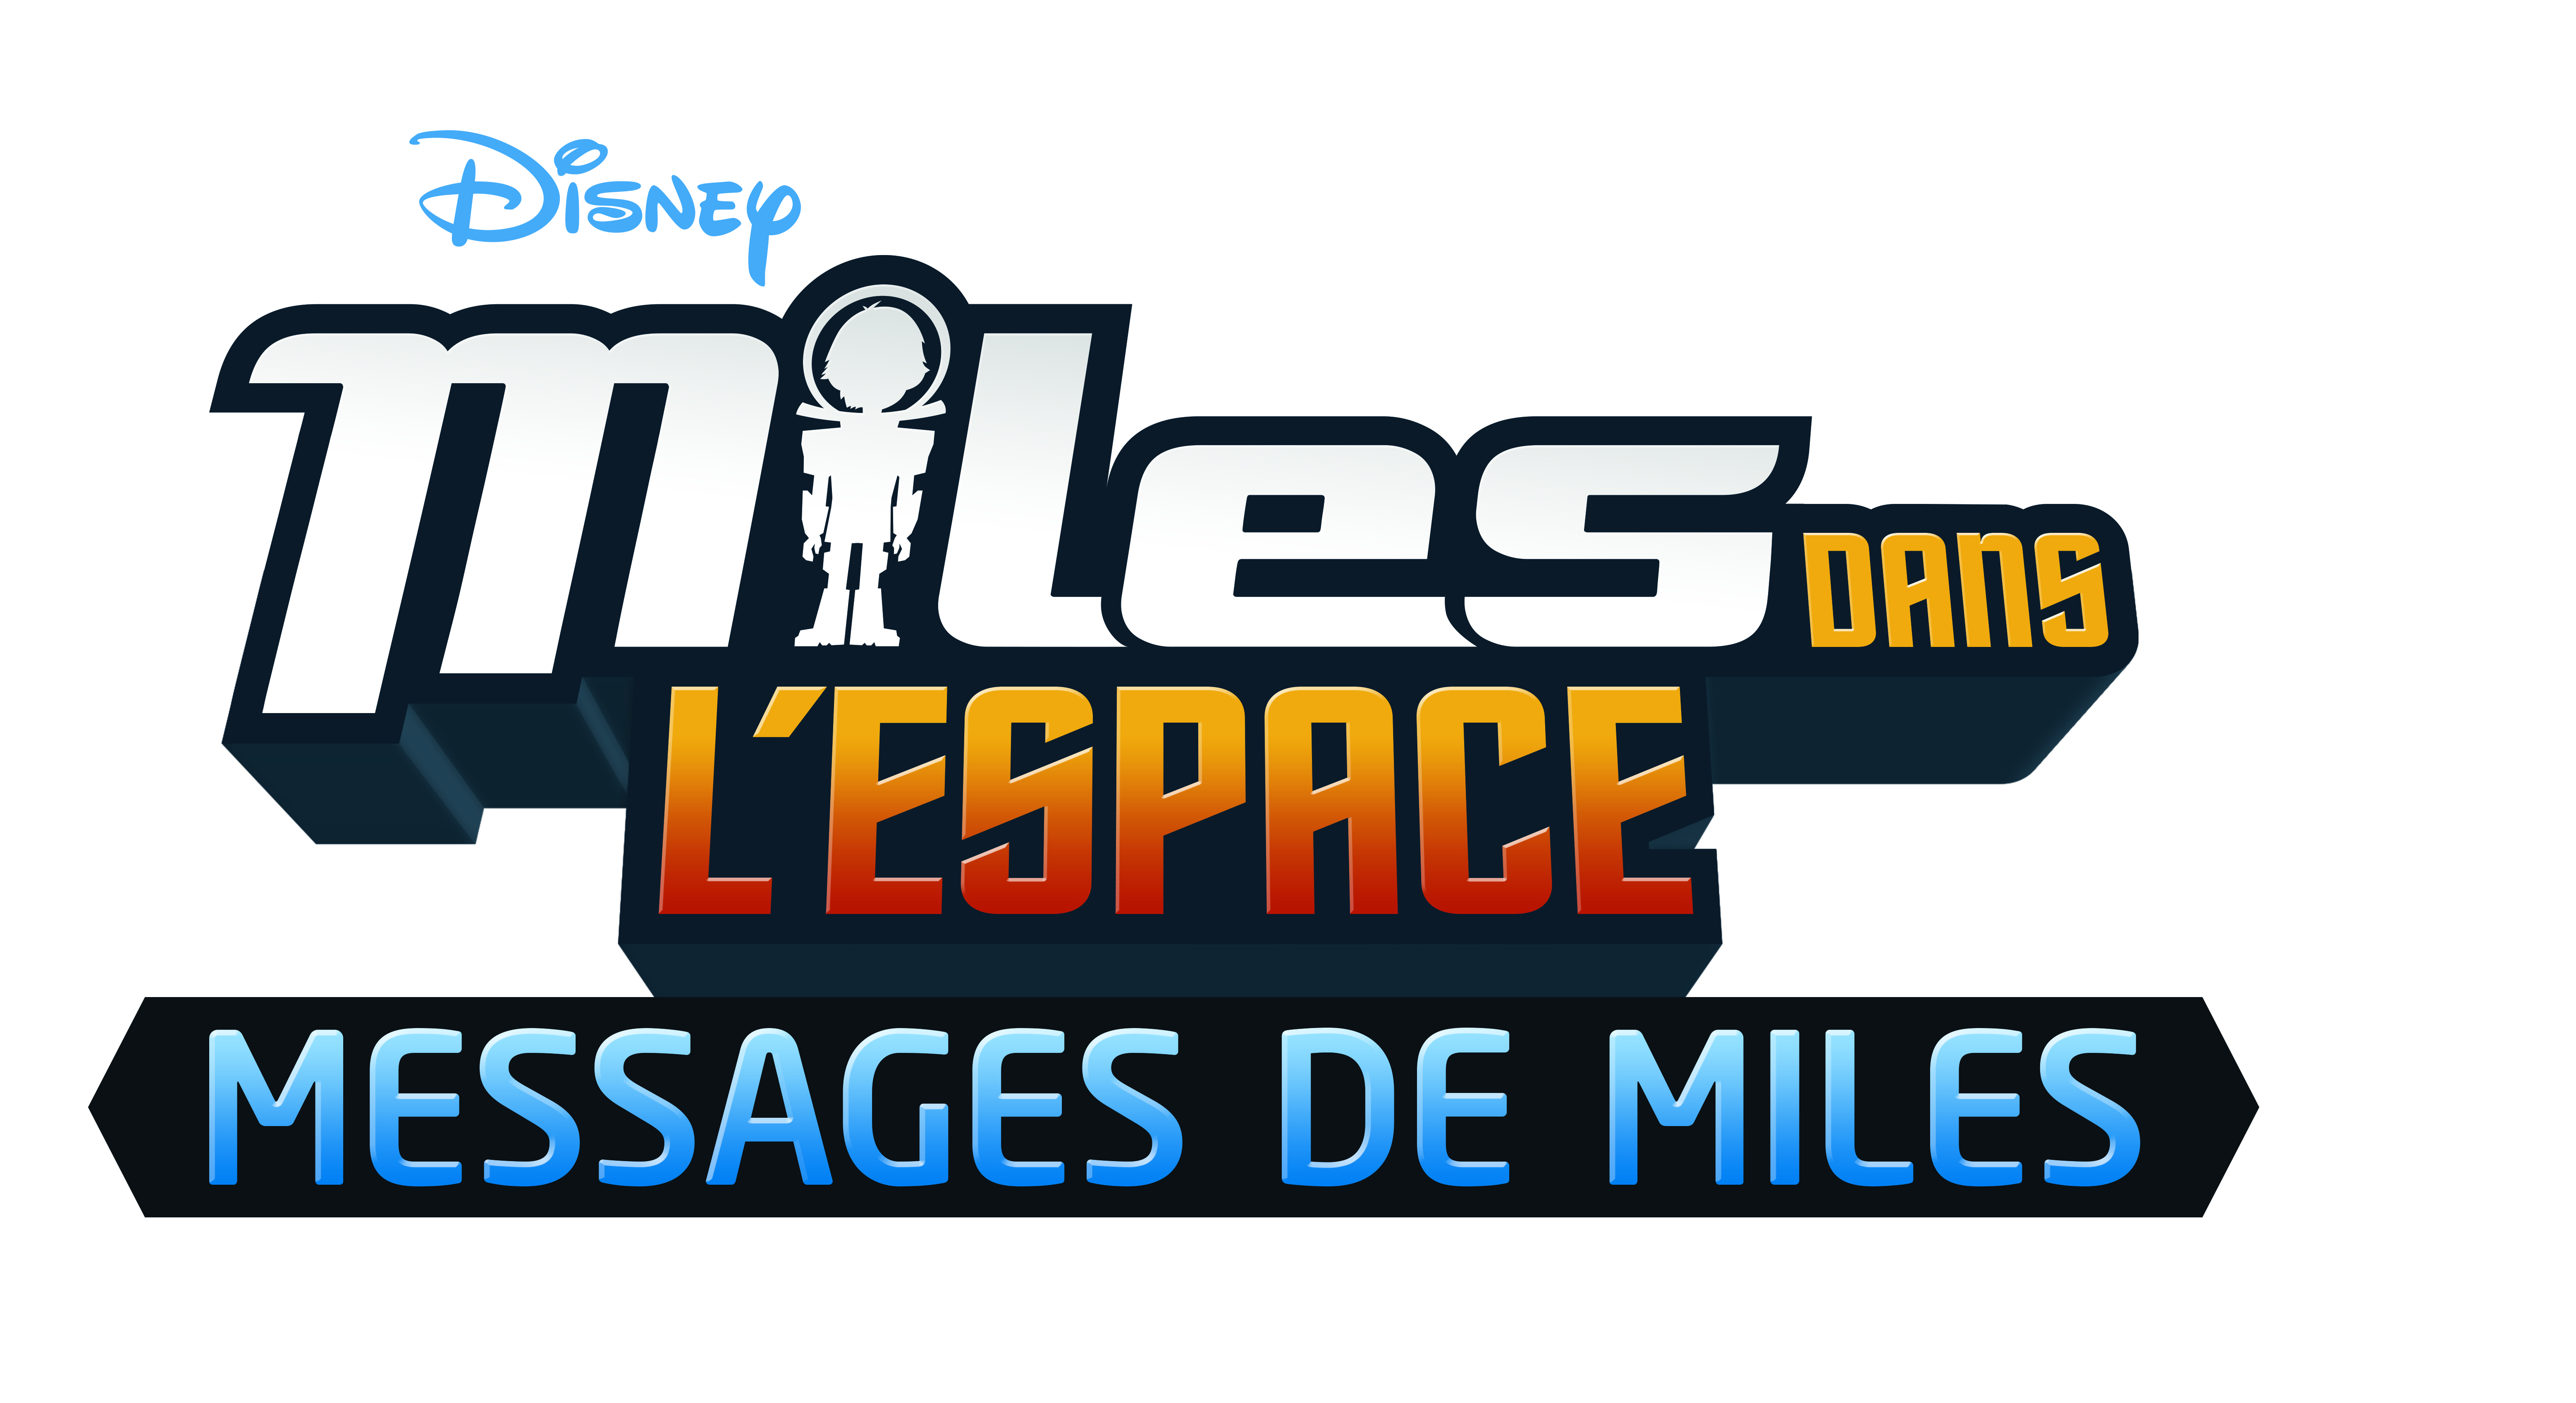 Disney
miles DANS
L'ESPACE
MESSAGES DE MILES